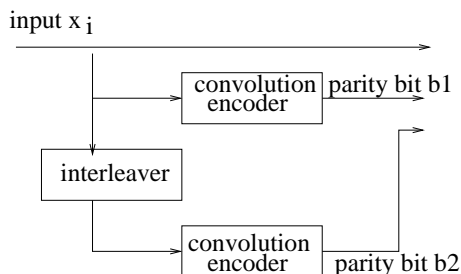 input x i
convolution
encoder
parity bit b1
interleaver
convolution
encoder
parity bit b2